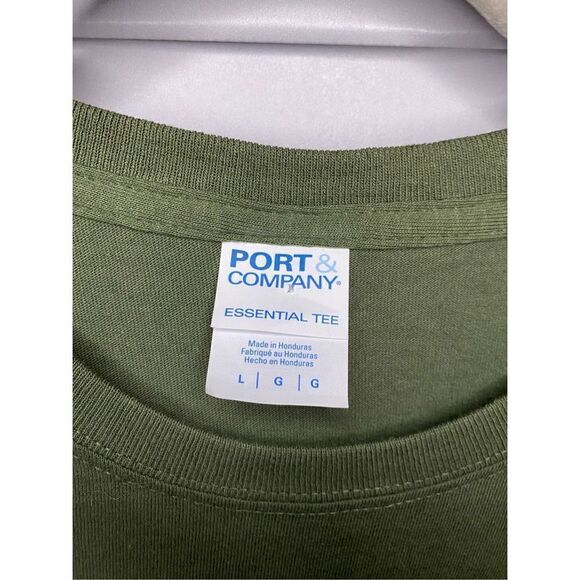 PORT &
COMPANY®
ESSENTIAL TEE
Made in Honduras
Fabriqué au Honduras
Hecho en Honduras
L | G | G